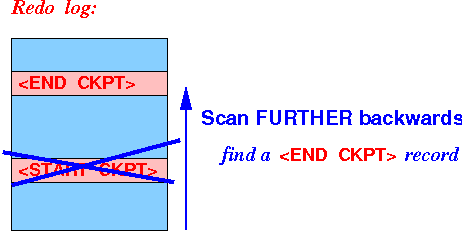 Redo log:
<END CKPT>
Scan FURTHER backwards
find a <END CKPT> record
<START CKPT>